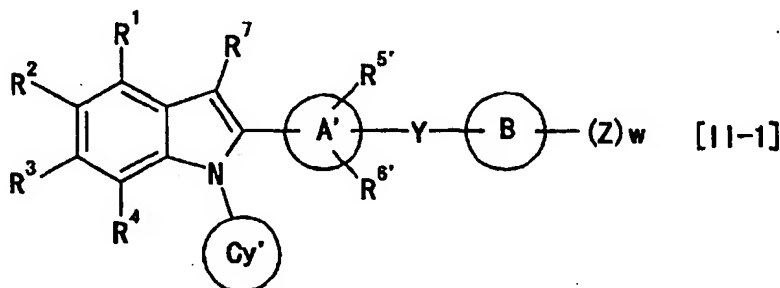 R¹ R⁷
R² R⁵'
A' Y B (Z)w [II-1]
R³ N R⁶'
R⁴
Cy'